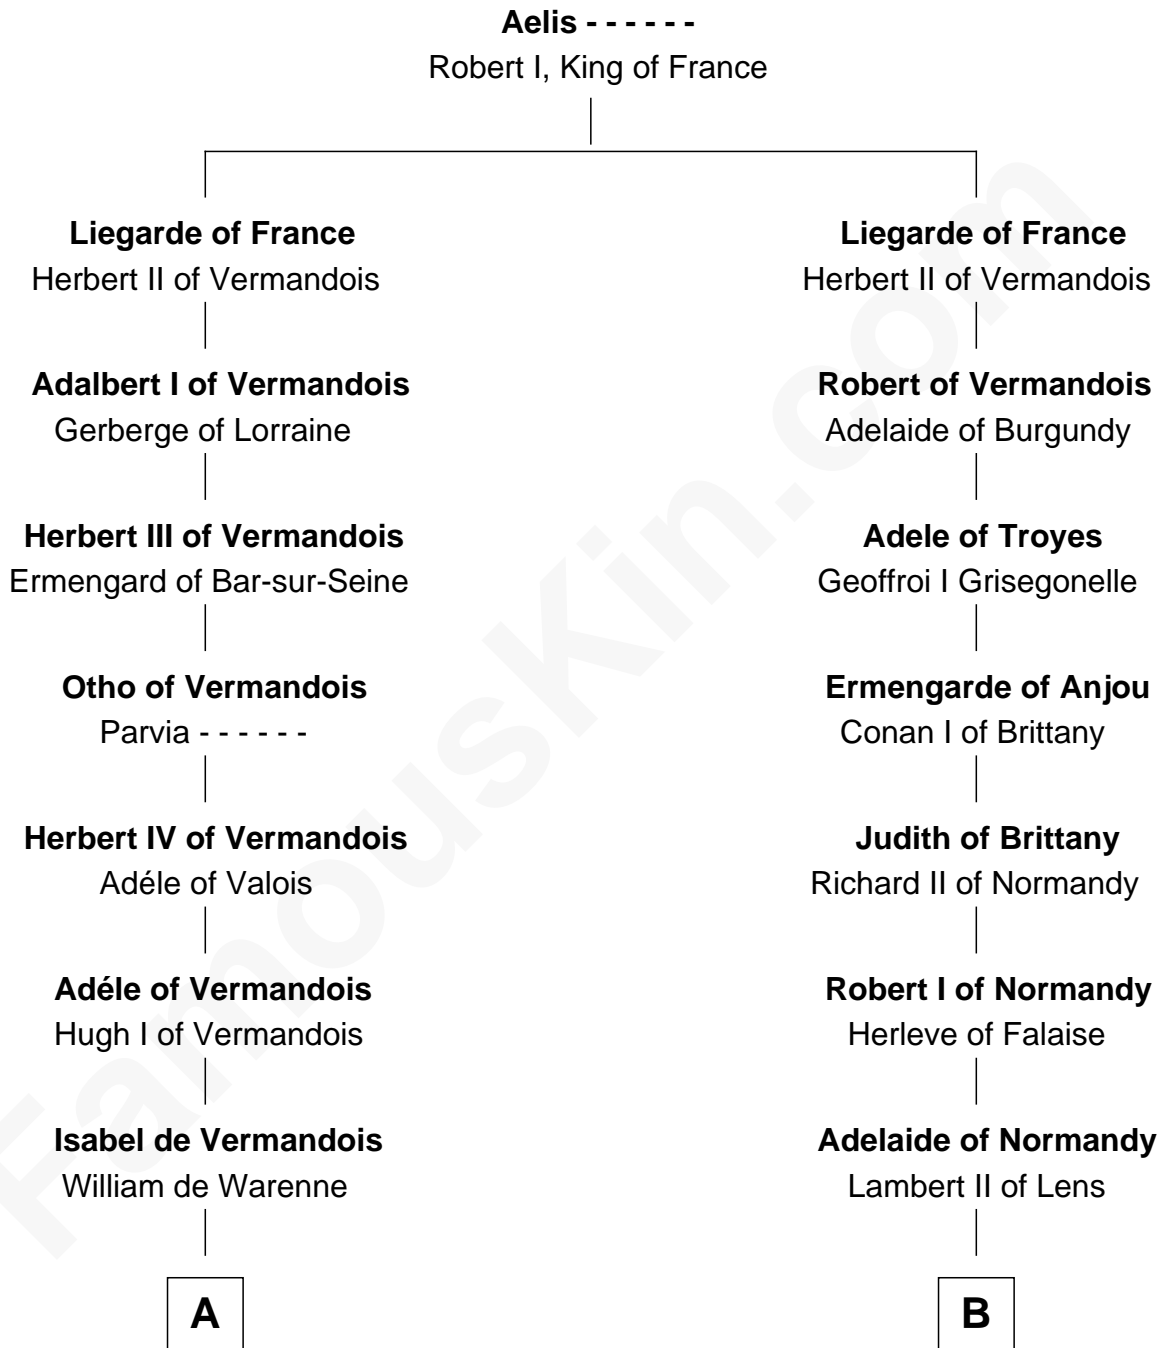 Aelis - - - - - -
Robert I, King of France
Liegarde of France
Herbert II of Vermandois
Adalbert I of Vermandois
Gerberge of Lorraine
Herbert III of Vermandois
Ermengard of Bar-sur-Seine
Otho of Vermandois
Parvia - - - - - -
Herbert IV of Vermandois
Adéle of Valois
Adéle of Vermandois
Hugh I of Vermandois
Isabel de Vermandois
William de Warenne
A
Liegarde of France
Herbert II of Vermandois
Robert of Vermandois
Adelaide of Burgundy
Adele of Troyes
Geoffroi I Grisegonelle
Ermengarde of Anjou
Conan I of Brittany
Judith of Brittany
Richard II of Normandy
Robert I of Normandy
Herleve of Falaise
Adelaide of Normandy
Lambert II of Lens
B
FamousKin.com